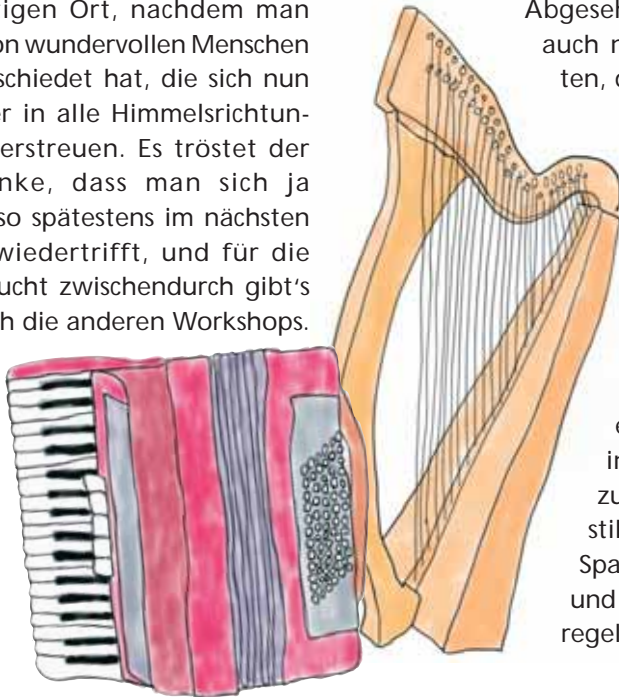 rigen Ort, nachdem man
on wundervollen Menschen
schiedet hat, die sich nun
er in alle Himmelsrichtun-
erstreuen. Es tröstet der
nke, dass man sich ja
so spätestens im nächsten
wiedertrifft, und für die
ucht zwischendurch gibt's
h die anderen Workshops.
Abgeseh
auch n
ten, d
e
in
zu
stil
Spa
und
regel